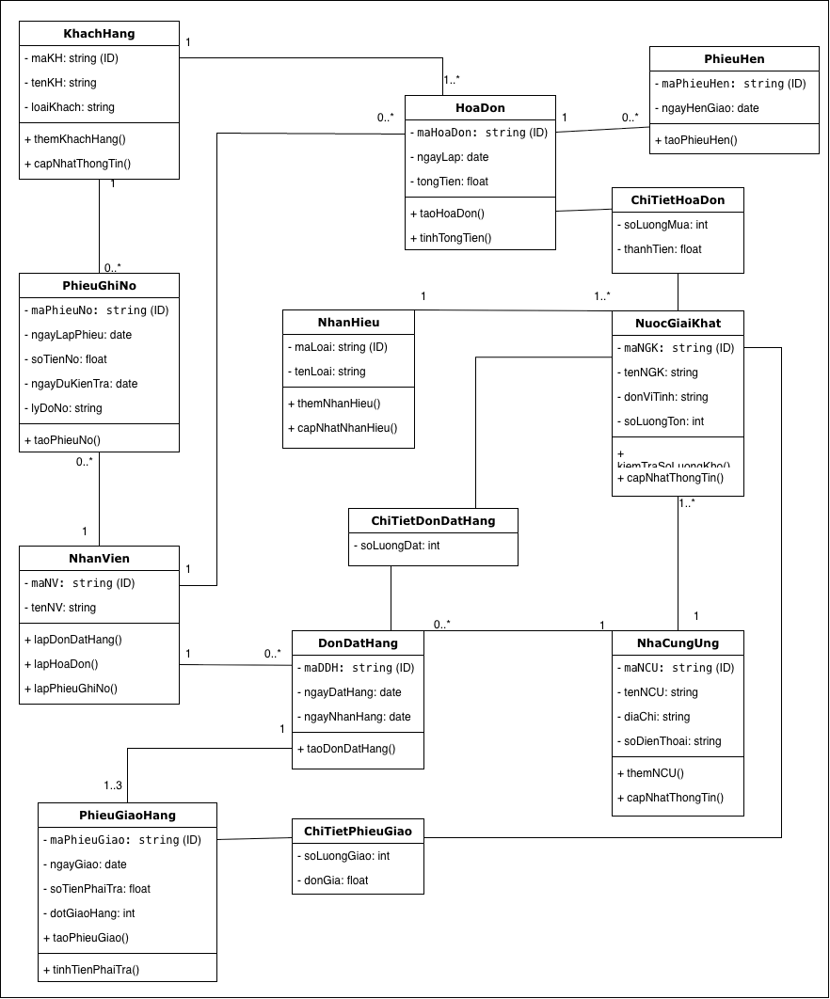 KhachHang
- maKH: string (ID)
- tenKH: string
- loaiKhach: string
+ themKhachHang()
+ capNhatThongTin()
1
1..*
HoaDon
- maHoaDon: string (ID)
- ngayLap: date
- tongTien: float
+ taoHoaDon()
+ tinhTongTien()
0..*
1
0..*
PhieuHen
- maPhieuHen: string (ID)
- ngayHenGiao: date
+ taoPhieuHen()
ChiTietHoaDon
- soLuongMua: int
- thanhTien: float
1
0..*
PhieuGhiNo
- maPhieuNo: string (ID)
- ngayLapPhieu: date
- soTienNo: float
- ngayDuKienTra: date
- lyDoNo: string
+ taoPhieuNo()
0..*
1
NhanHieu
- maLoai: string (ID)
- tenLoai: string
+ themNhanHieu()
+ capNhatNhanHieu()
1
1..*
NuocGiaiKhat
- maNGK: string (ID)
- tenNGK: string
- donViTinh: string
- soLuongTon: int
+
kiemTraSoLuongKho()
+ capNhatThongTin()
1..*
1
ChiTietDonDatHang
- soLuongDat: int
NhanVien
- maNV: string (ID)
- tenNV: string
+ lapDonDatHang()
+ lapHoaDon()
+ lapPhieuGhiNo()
1
1
0..*
DonDatHang
- maDDH: string (ID)
- ngayDatHang: date
- ngayNhanHang: date
+ taoDonDatHang()
0..*
1
NhaCungUng
- maNCU: string (ID)
- tenNCU: string
- diaChi: string
- soDienThoai: string
+ themNCU()
+ capNhatThongTin()
1
1..3
PhieuGiaoHang
- maPhieuGiao: string (ID)
- ngayGiao: date
- soTienPhaiTra: float
- dotGiaoHang: int
+ taoPhieuGiao()
+ tinhTienPhaiTra()
ChiTietPhieuGiao
- soLuongGiao: int
- donGia: float